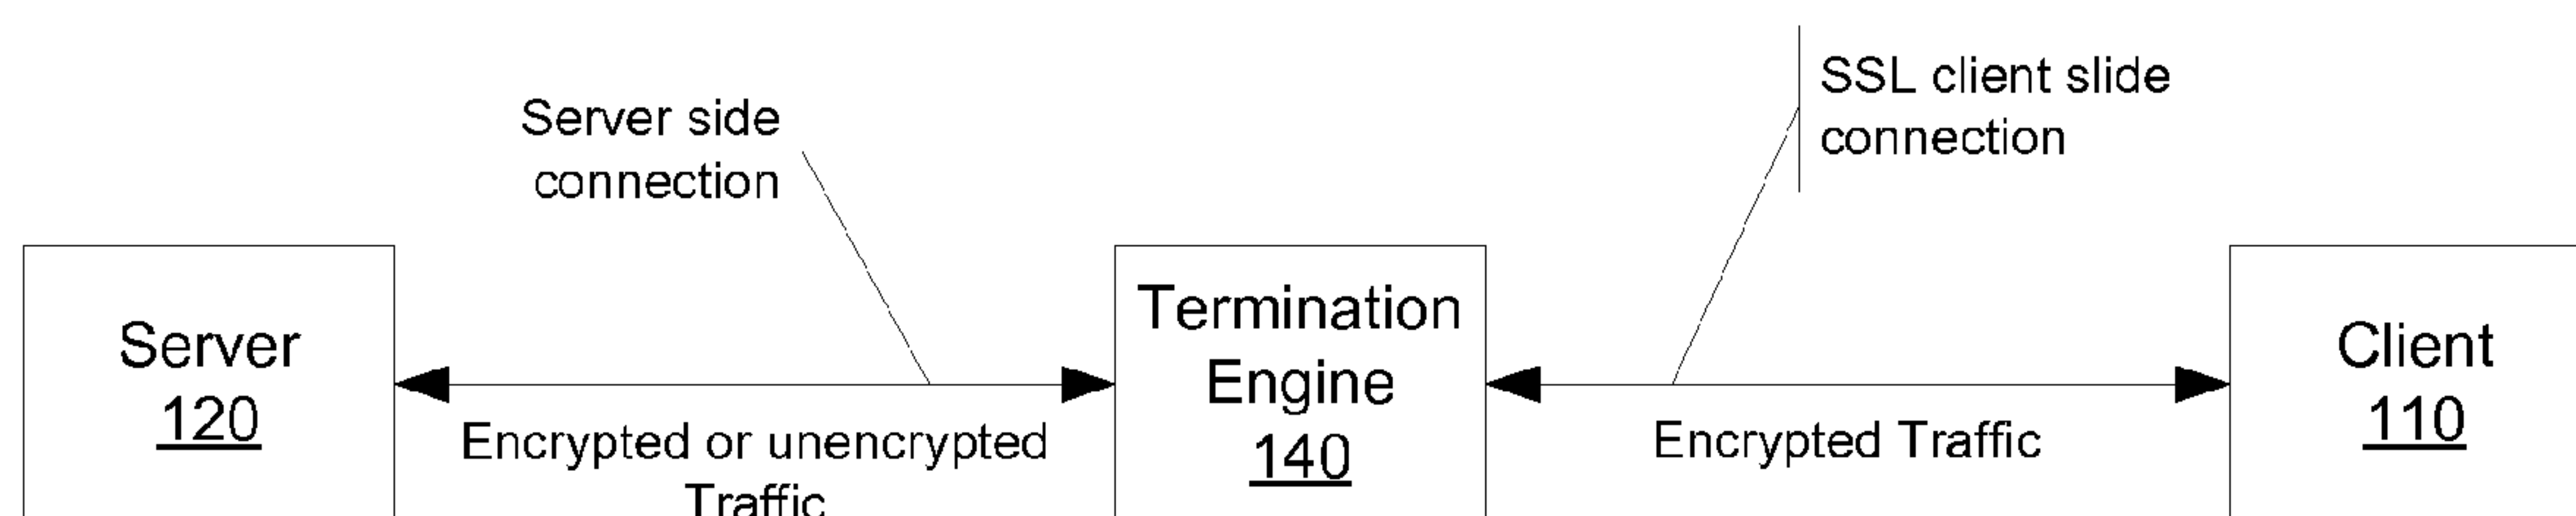 SSL client slide
connection
Server side
connection
Server
120
Encrypted or unencrypted
Traffic
Termination
Engine
140
Encrypted Traffic
Client
110